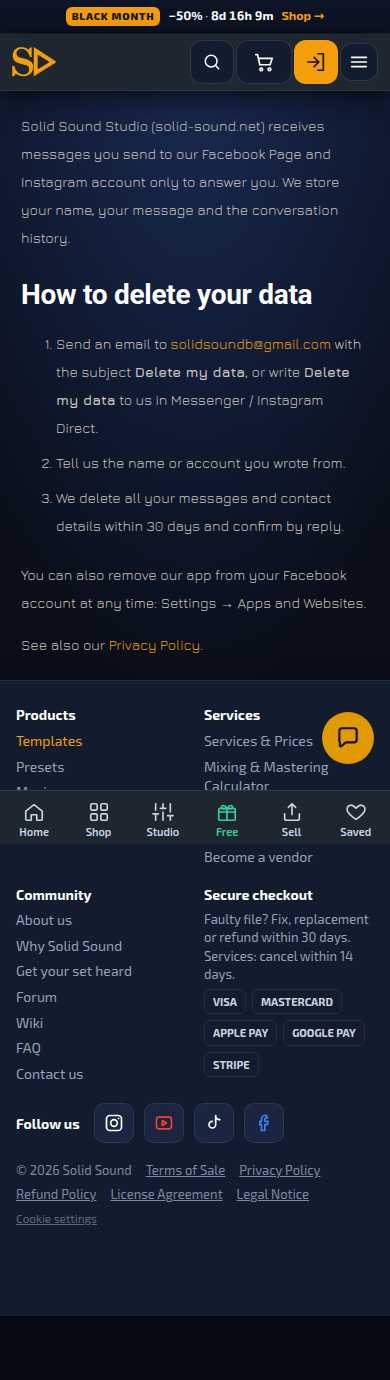 BLACK MONTH −50% · 8d 16h 9m Shop →
Solid Sound Studio (solid-sound.net) receives
messages you send to our Facebook Page and
Instagram account only to answer you. We store
your name, your message and the conversation
history.
How to delete your data
1. Send an email to solidsoundb@gmail.com with
the subject Delete my data, or write Delete
my data to us in Messenger / Instagram
Direct.
2. Tell us the name or account you wrote from.
3. We delete all your messages and contact
details within 30 days and confirm by reply.
You can also remove our app from your Facebook
account at any time: Settings → Apps and Websites.
See also our Privacy Policy.
Products
Templates
Presets
Services
Services & Prices
Mixing & Mastering
Calculator
Home Shop Studio Free Sell Saved
Become a vendor
Community
About us
Why Solid Sound
Get your set heard
Forum
Wiki
FAQ
Contact us
Secure checkout
Faulty file? Fix, replacement
or refund within 30 days.
Services: cancel within 14
days.
VISA MASTERCARD
APPLE PAY GOOGLE PAY
STRIPE
Follow us
© 2026 Solid Sound Terms of Sale Privacy Policy
Refund Policy License Agreement Legal Notice
Cookie settings